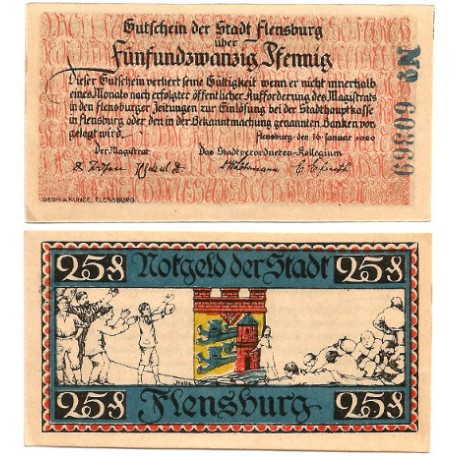 Gutschein der Stadt Flensburg
über
Fünfundzwanzig Pfennig
Dieser Gutschein verliert seine Gültigkeit wenn er nicht innerhalb
eines Monats nach erfolgter öffentlicher Aufforderung des Magistrats
in den flensburger Zeitungen zur Einlösung bei der Stadthauptkasse
in Flensburg oder den in der Bekanntmachung genannten Banken vor-
gelegt wird.
Flensburg, den 16 Januar 1920
Der Magistrat
Das Stadtverordneten-Kollegium
No
FLENSBURG
25₰ Notgeld der Stadt 25₰
25₰ Flensburg 25₰